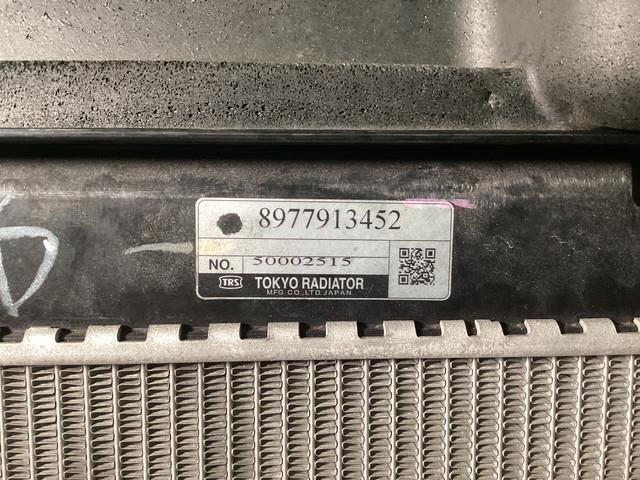 8977913452
NO. 50002515
TRS TOKYO RADIATOR
MFG.CO.,LTD.JAPAN